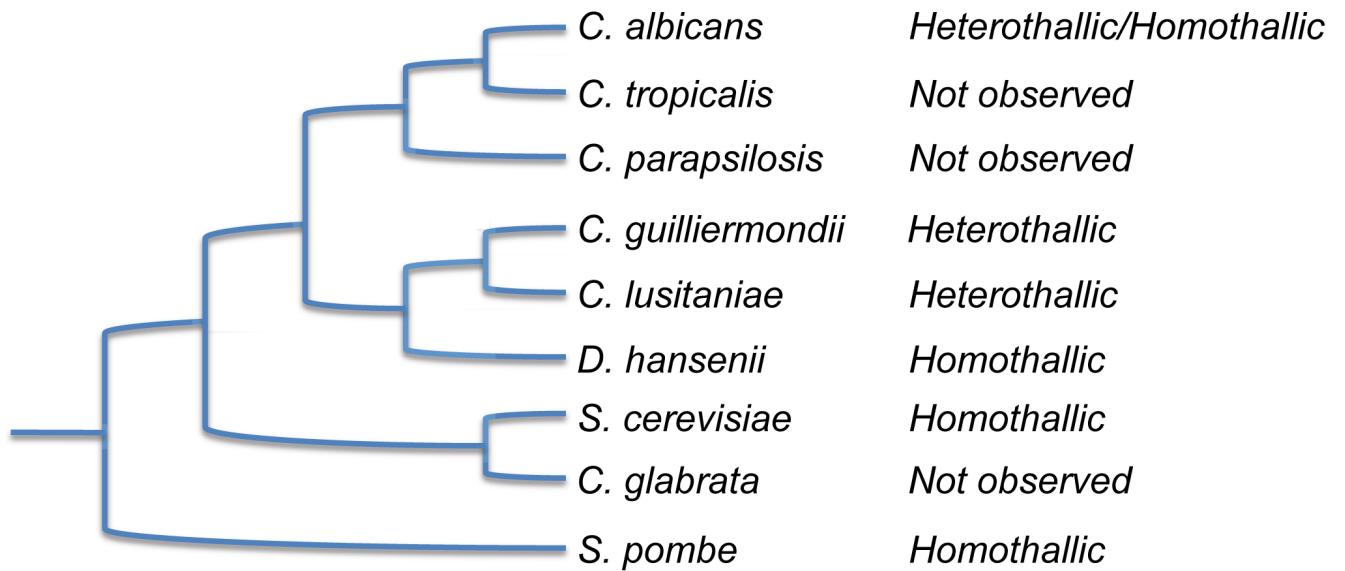 C. albicans Heterothallic/Homothallic
C. tropicalis Not observed
C. parapsilosis Not observed
C. guilliermondii Heterothallic
C. lusitaniae Heterothallic
D. hansenii Homothallic
S. cerevisiae Homothallic
C. glabrata Not observed
S. pombe Homothallic